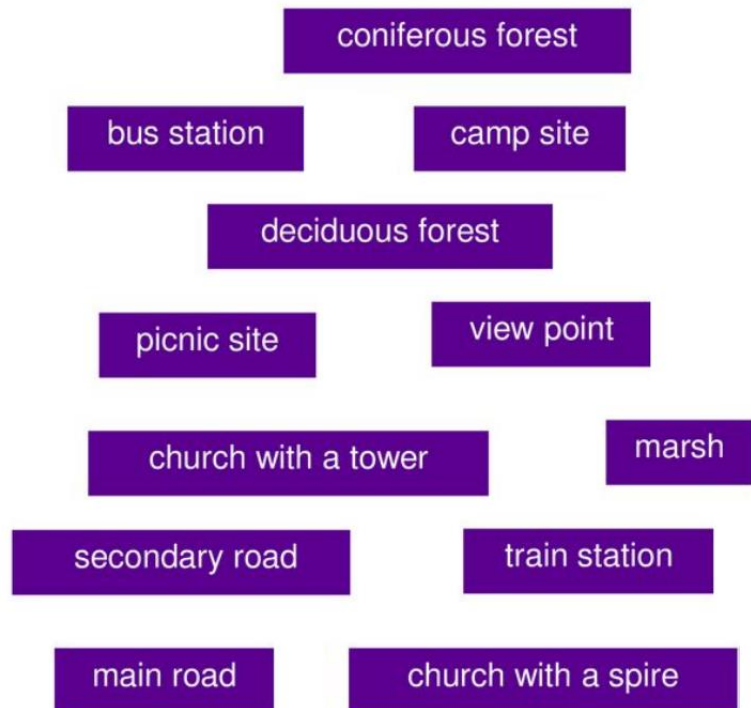 coniferous forest
bus station
camp site
deciduous forest
picnic site
view point
church with a tower
marsh
secondary road
train station
main road
church with a spire